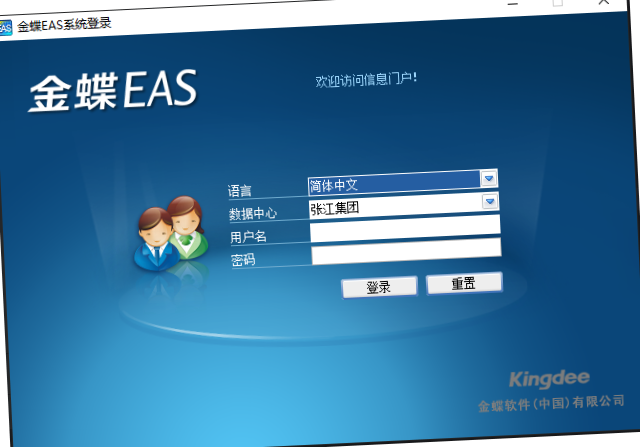 EAS 金蝶EAS系统登录
金蝶EAS
欢迎访问信息门户!
语言 简体中文
数据中心 张江集团
用户名
密码
登录 重置
Kingdee
金蝶软件(中国)有限公司